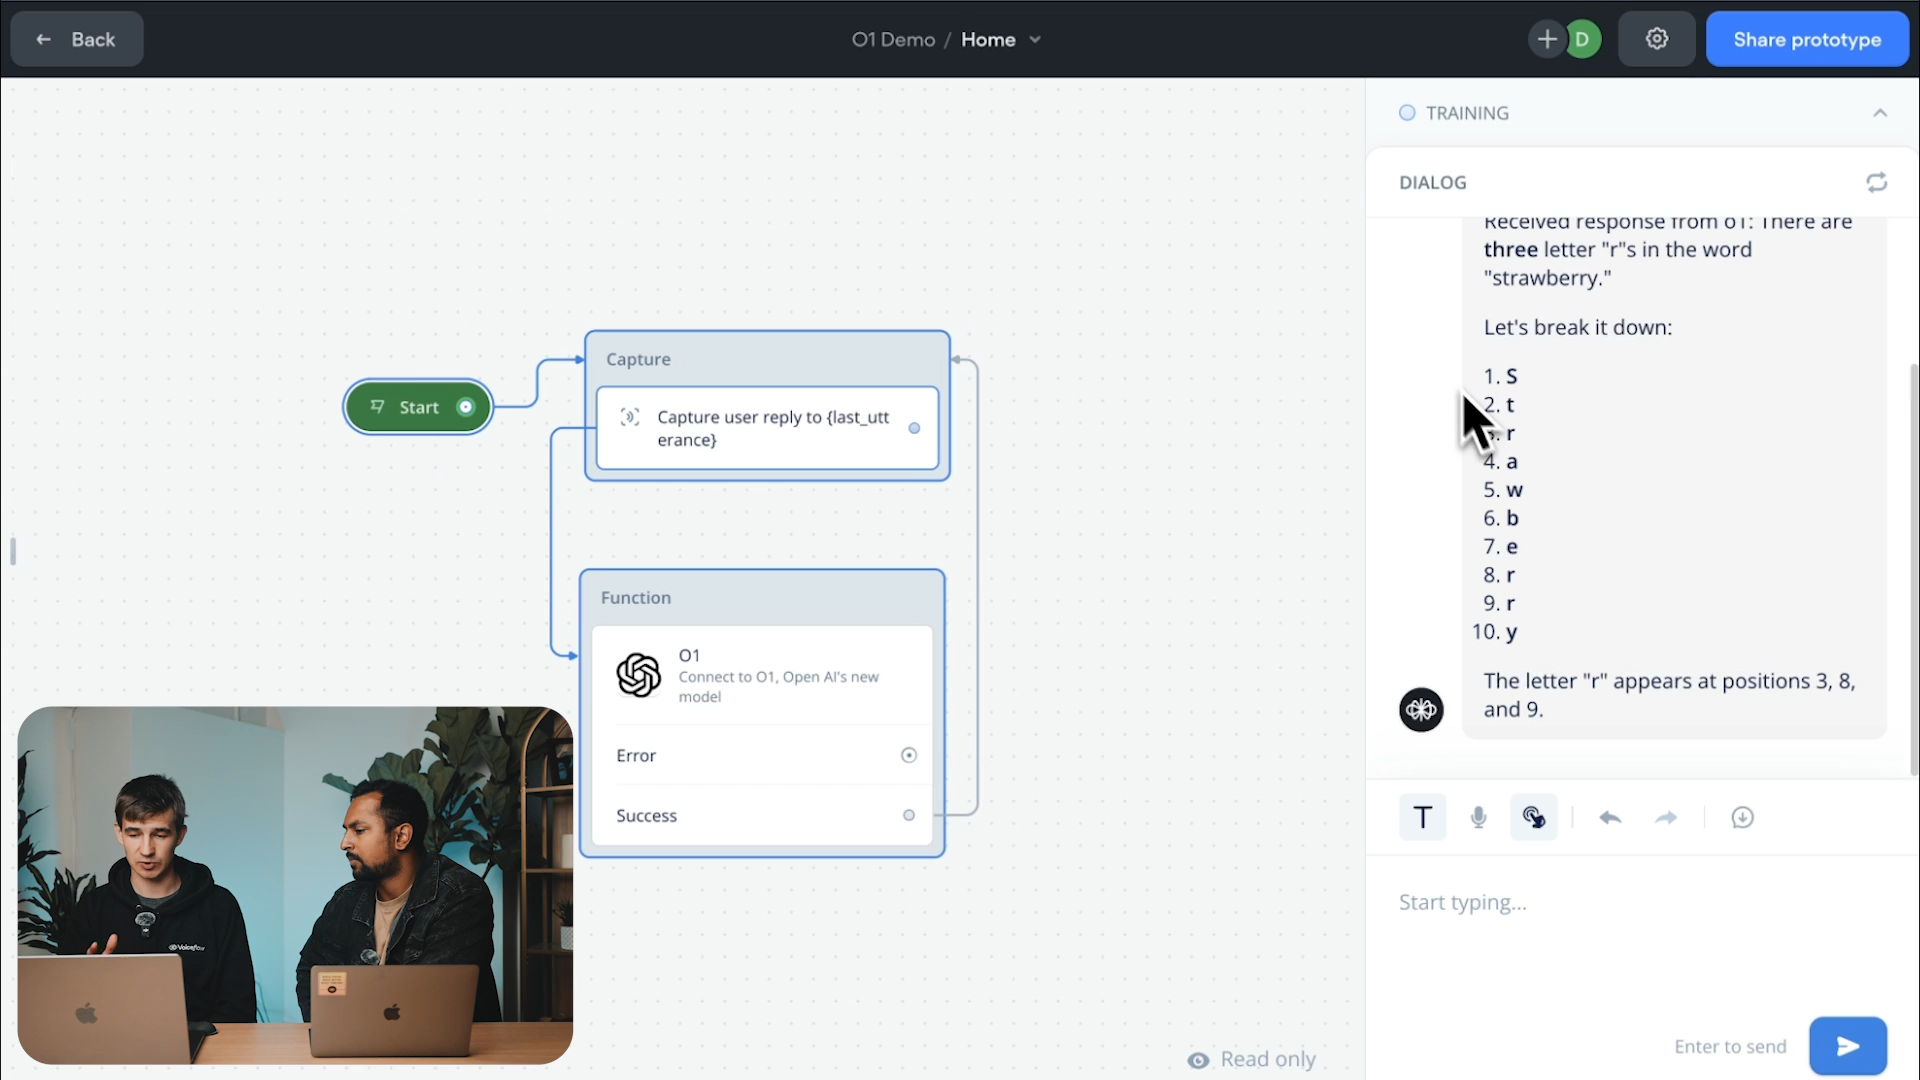 Back
O1 Demo / Home
D
Share prototype
TRAINING
DIALOG
Received response from o1: There are
three letter "r"s in the word
"strawberry."
Let's break it down:
1. S
2. t
3. r
4. a
5. w
6. b
7. e
8. r
9. r
10. y
The letter "r" appears at positions 3, 8,
and 9.
Start
Capture
Capture user reply to {last_utt
erance}
Function
O1
Connect to O1, Open AI's new
model
Error
Success
Voiceflow
T
Start typing...
Enter to send
Read only